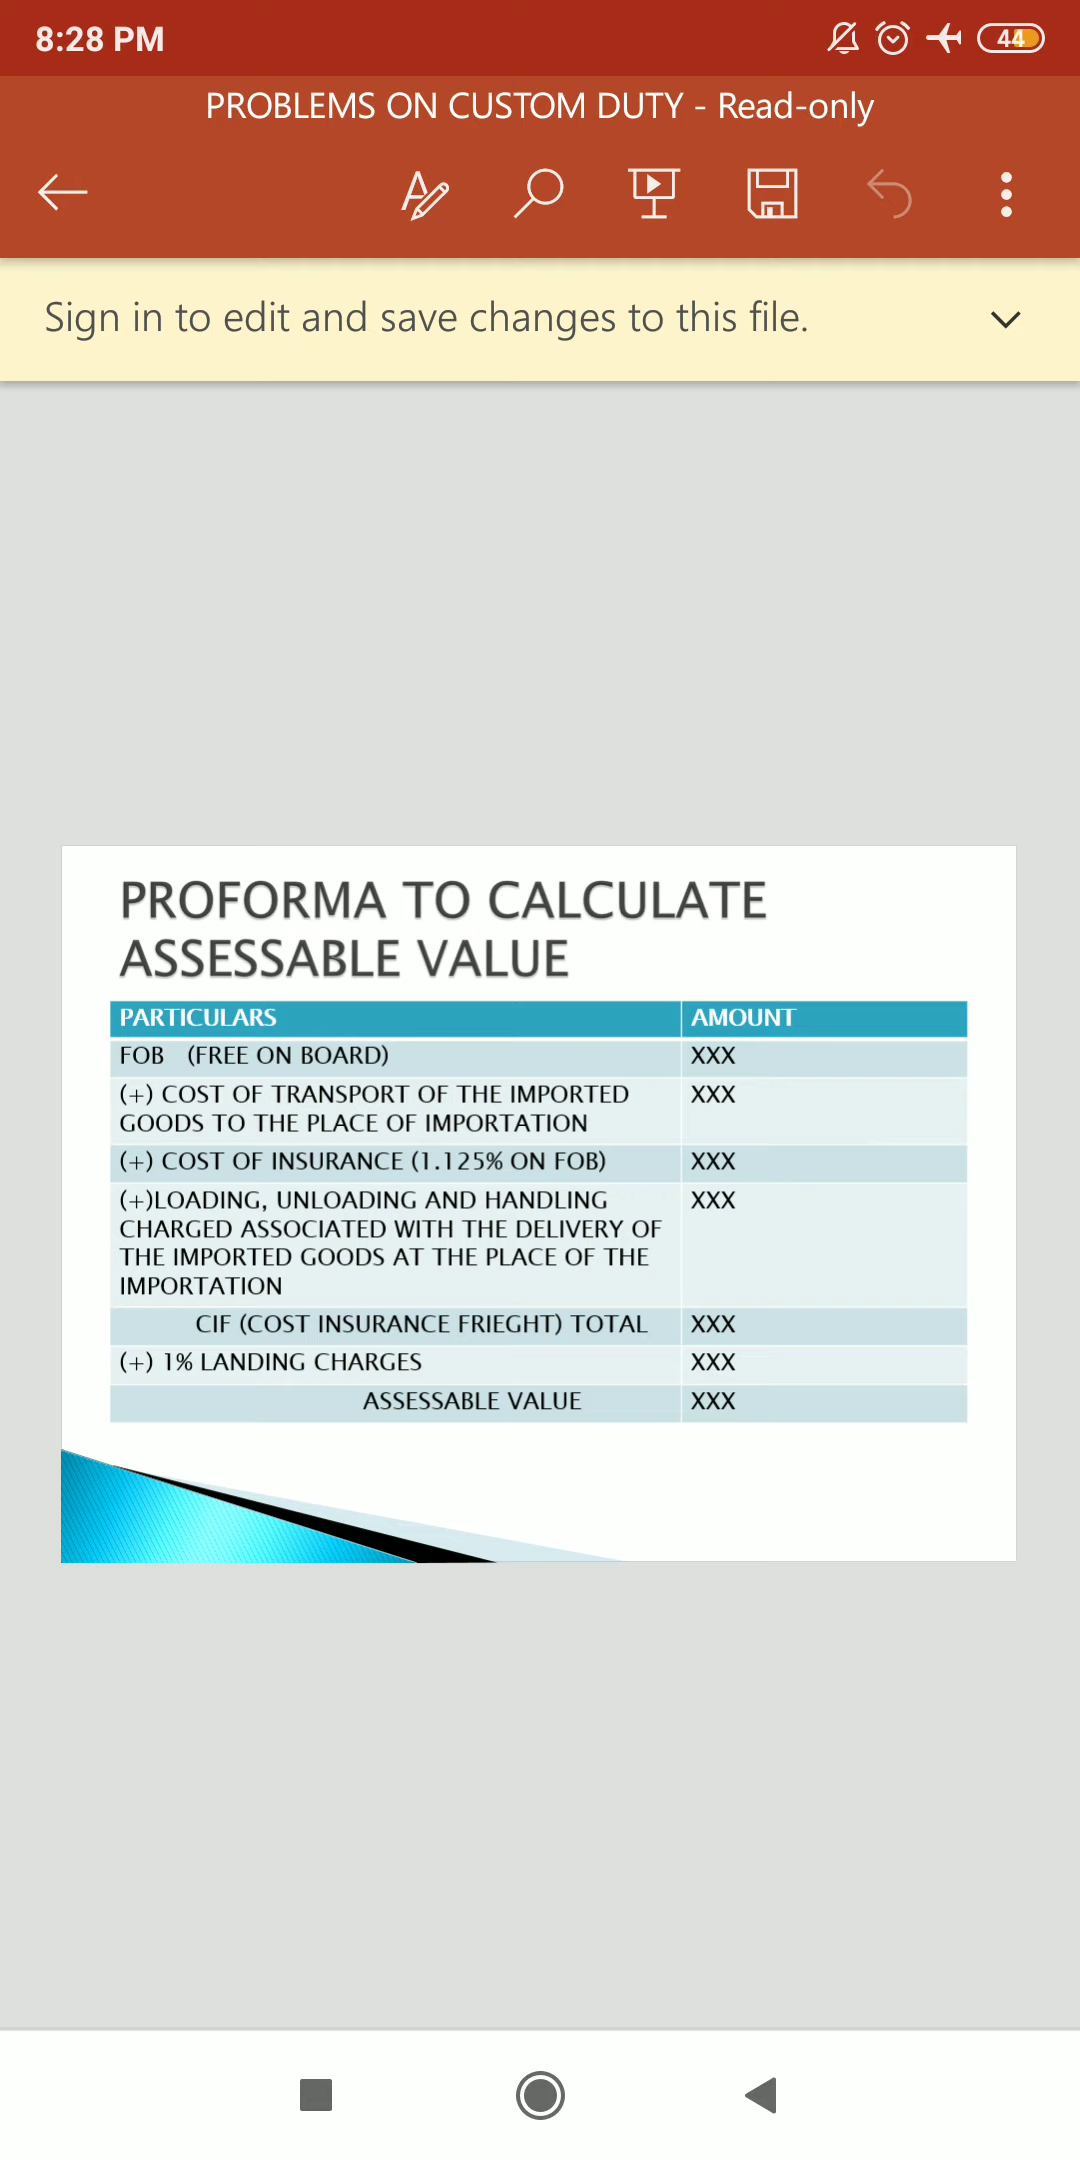 8:28 PM
44
PROBLEMS ON CUSTOM DUTY - Read-only
Sign in to edit and save changes to this file.
PROFORMA TO CALCULATE
ASSESSABLE VALUE
PARTICULARS AMOUNT
FOB (FREE ON BOARD) XXX
(+) COST OF TRANSPORT OF THE IMPORTED XXX
GOODS TO THE PLACE OF IMPORTATION
(+) COST OF INSURANCE (1.125% ON FOB) XXX
(+)LOADING, UNLOADING AND HANDLING XXX
CHARGED ASSOCIATED WITH THE DELIVERY OF
THE IMPORTED GOODS AT THE PLACE OF THE
IMPORTATION
CIF (COST INSURANCE FRIEGHT) TOTAL XXX
(+) 1% LANDING CHARGES XXX
ASSESSABLE VALUE XXX